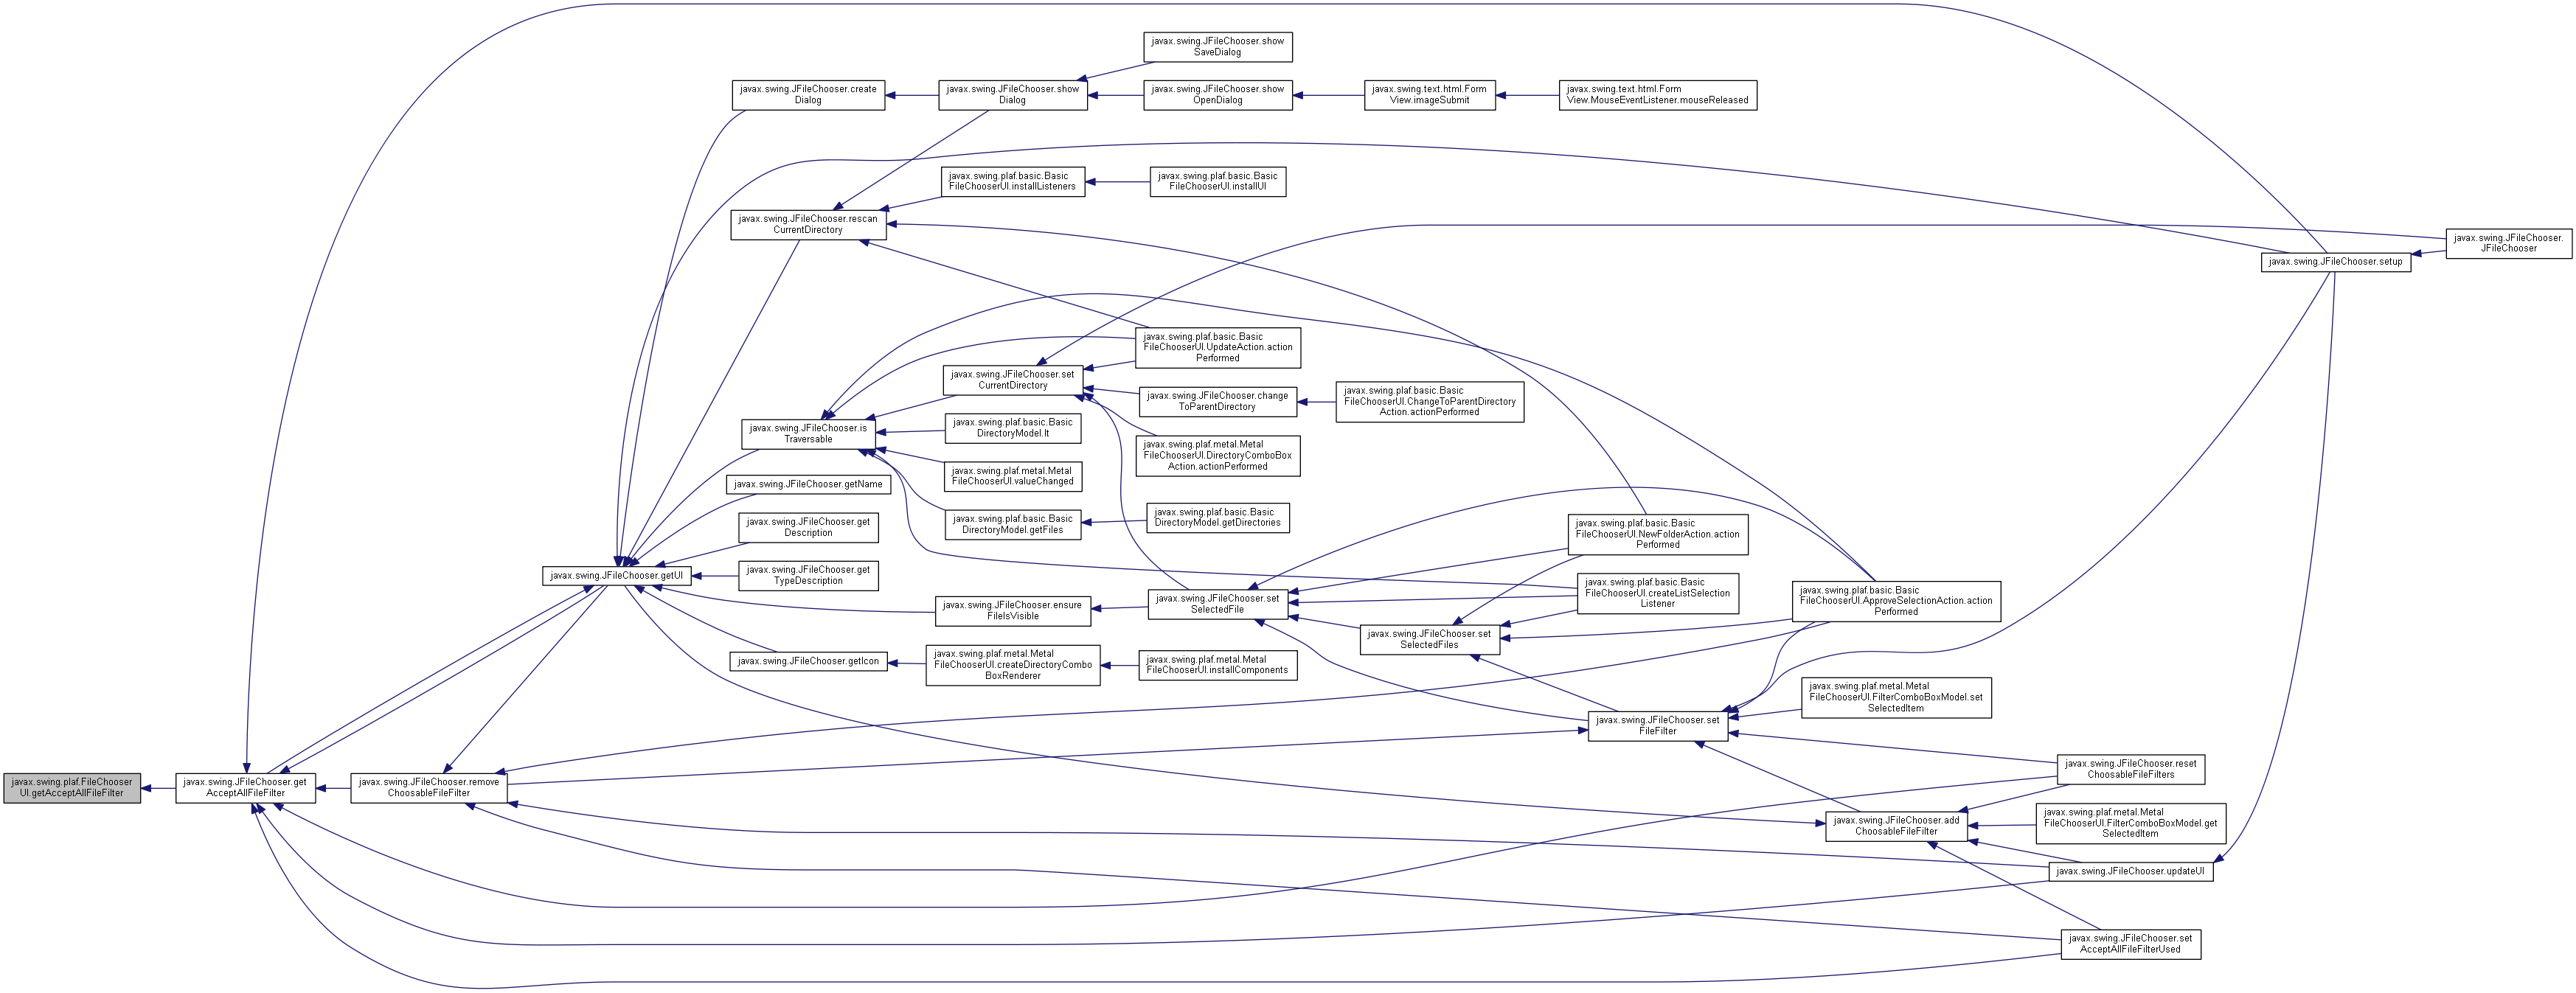 javax.swing.JFileChooser.show
SaveDialog
javax.swing.JFileChooser.create
Dialog
javax.swing.JFileChooser.show
Dialog
javax.swing.JFileChooser.show
OpenDialog
javax.swing.text.html.Form
View.imageSubmit
javax.swing.text.html.Form
View.MouseEventListener.mouseReleased
javax.swing.plaf.basic.Basic
FileChooserUI.installListeners
javax.swing.plaf.basic.Basic
FileChooserUI.installUI
javax.swing.JFileChooser.rescan
CurrentDirectory
javax.swing.JFileChooser.
JFileChooser
javax.swing.JFileChooser.setup
javax.swing.plaf.basic.Basic
FileChooserUI.UpdateAction.action
Performed
javax.swing.JFileChooser.set
CurrentDirectory
javax.swing.JFileChooser.change
ToParentDirectory
javax.swing.plaf.basic.Basic
FileChooserUI.ChangeToParentDirectory
Action.actionPerformed
javax.swing.JFileChooser.is
Traversable
javax.swing.plaf.basic.Basic
DirectoryModel.lt
javax.swing.plaf.metal.Metal
FileChooserUI.DirectoryComboBox
Action.actionPerformed
javax.swing.plaf.metal.Metal
FileChooserUI.valueChanged
javax.swing.JFileChooser.getName
javax.swing.plaf.basic.Basic
DirectoryModel.getFiles
javax.swing.plaf.basic.Basic
DirectoryModel.getDirectories
javax.swing.JFileChooser.get
Description
javax.swing.plaf.basic.Basic
FileChooserUI.NewFolderAction.action
Performed
javax.swing.JFileChooser.getUI
javax.swing.JFileChooser.get
TypeDescription
javax.swing.plaf.basic.Basic
FileChooserUI.createListSelection
Listener
javax.swing.plaf.basic.Basic
FileChooserUI.ApproveSelectionAction.action
Performed
javax.swing.JFileChooser.ensure
FileIsVisible
javax.swing.JFileChooser.set
SelectedFile
javax.swing.JFileChooser.set
SelectedFiles
javax.swing.JFileChooser.getIcon
javax.swing.plaf.metal.Metal
FileChooserUI.createDirectoryCombo
BoxRenderer
javax.swing.plaf.metal.Metal
FileChooserUI.installComponents
javax.swing.plaf.metal.Metal
FileChooserUI.FilterComboBoxModel.set
SelectedItem
javax.swing.JFileChooser.set
FileFilter
javax.swing.JFileChooser.reset
ChoosableFileFilters
javax.swing.plaf.FileChooser
UI.getAcceptAllFileFilter
javax.swing.JFileChooser.get
AcceptAllFileFilter
javax.swing.JFileChooser.remove
ChoosableFileFilter
javax.swing.JFileChooser.add
ChoosableFileFilter
javax.swing.plaf.metal.Metal
FileChooserUI.FilterComboBoxModel.get
SelectedItem
javax.swing.JFileChooser.updateUI
javax.swing.JFileChooser.set
AcceptAllFileFilterUsed